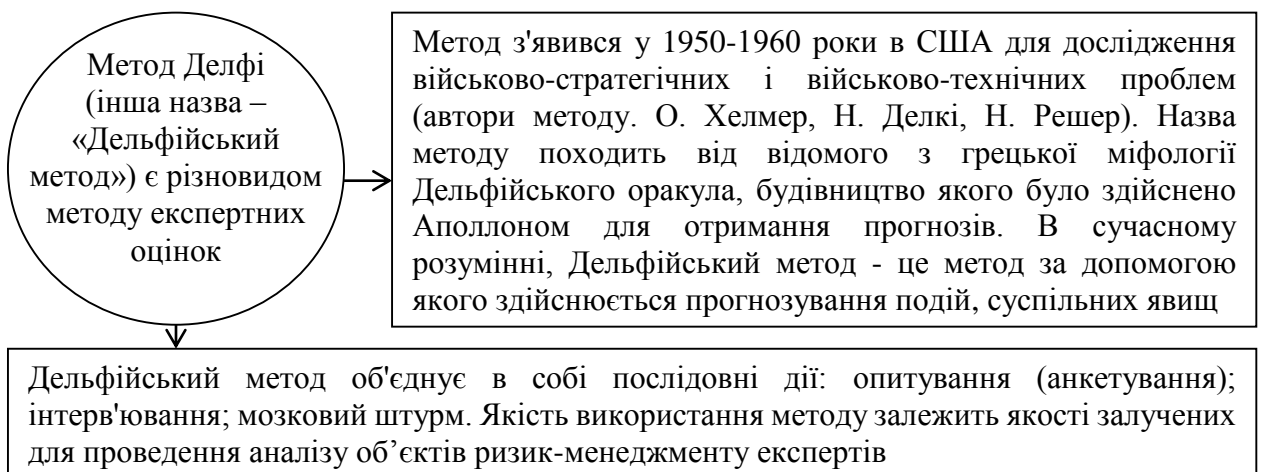 Метод Делфі
(інша назва –
«Дельфійський
метод») є різновидом
методу експертних
оцінок
Метод з'явився у 1950-1960 роки в США для дослідження
військово-стратегічних і військово-технічних проблем
(автори методу. О. Хелмер, Н. Делкі, Н. Решер). Назва
методу походить від відомого з грецької міфології
Дельфійського оракула, будівництво якого було здійснено
Аполлоном для отримання прогнозів. В сучасному
розумінні, Дельфійський метод - це метод за допомогою
якого здійснюється прогнозування подій, суспільних явищ
Дельфійський метод об'єднує в собі послідовні дії: опитування (анкетування);
інтерв'ювання; мозковий штурм. Якість використання методу залежить якості залучених
для проведення аналізу об’єктів ризик-менеджменту експертів